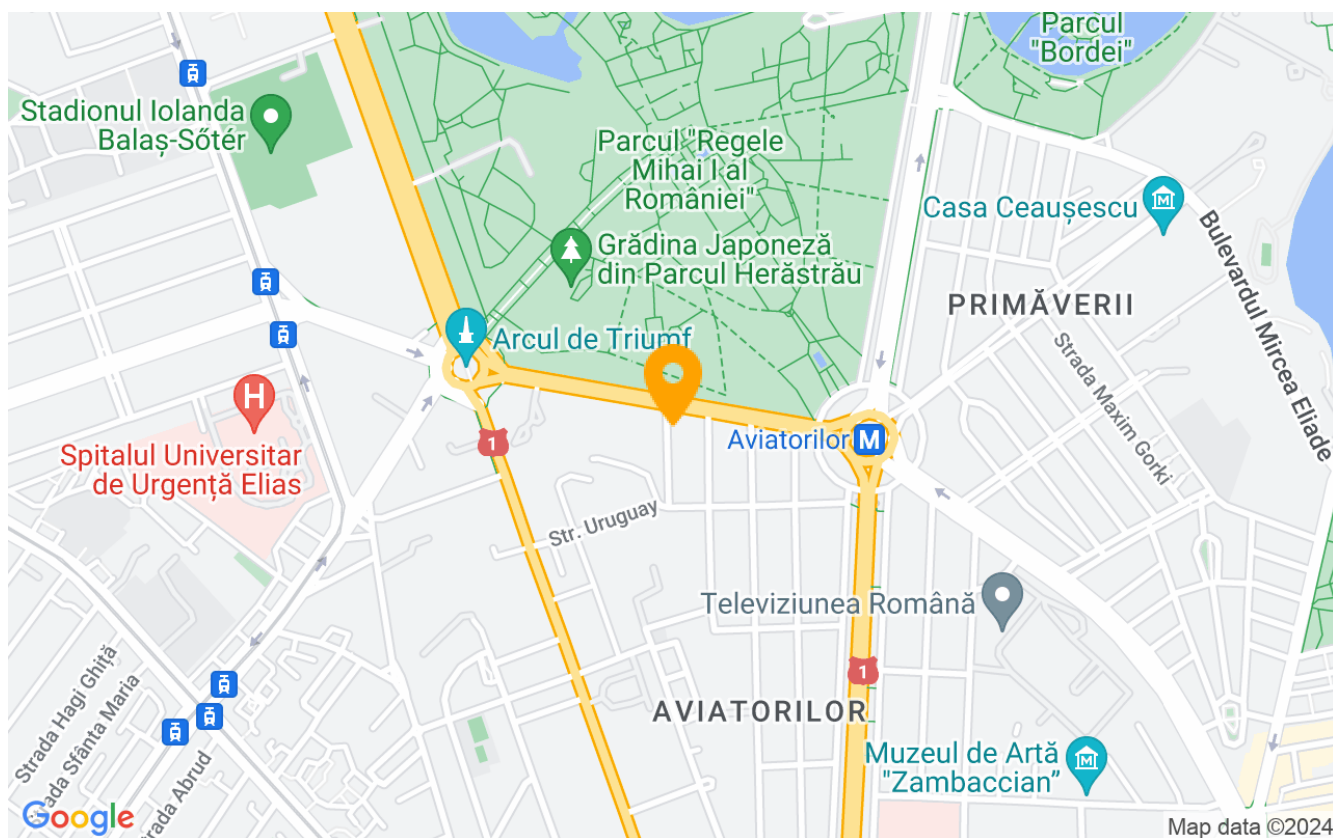 Parcul
"Bordei"
Stadionul Iolanda
Balaș-Sőtér
Parcul "Regele
Mihai I al
României"
Casa Ceaușescu
Grădina Japoneză
din Parcul Herăstrău
PRIMĂVERII
Bulevardul Mircea Eliade
Arcul de Triumf
Strada Maxim Gorki
H
1
Aviatorilor M
Spitalul Universitar
de Urgență Elias
Str. Uruguay
Televiziunea Română
1
Strada Hagi Ghiță
Strada Sfânta Maria
AVIATORILOR
Muzeul de Artă
"Zambaccian”
Strada Abrud
Google
Map data ©2024